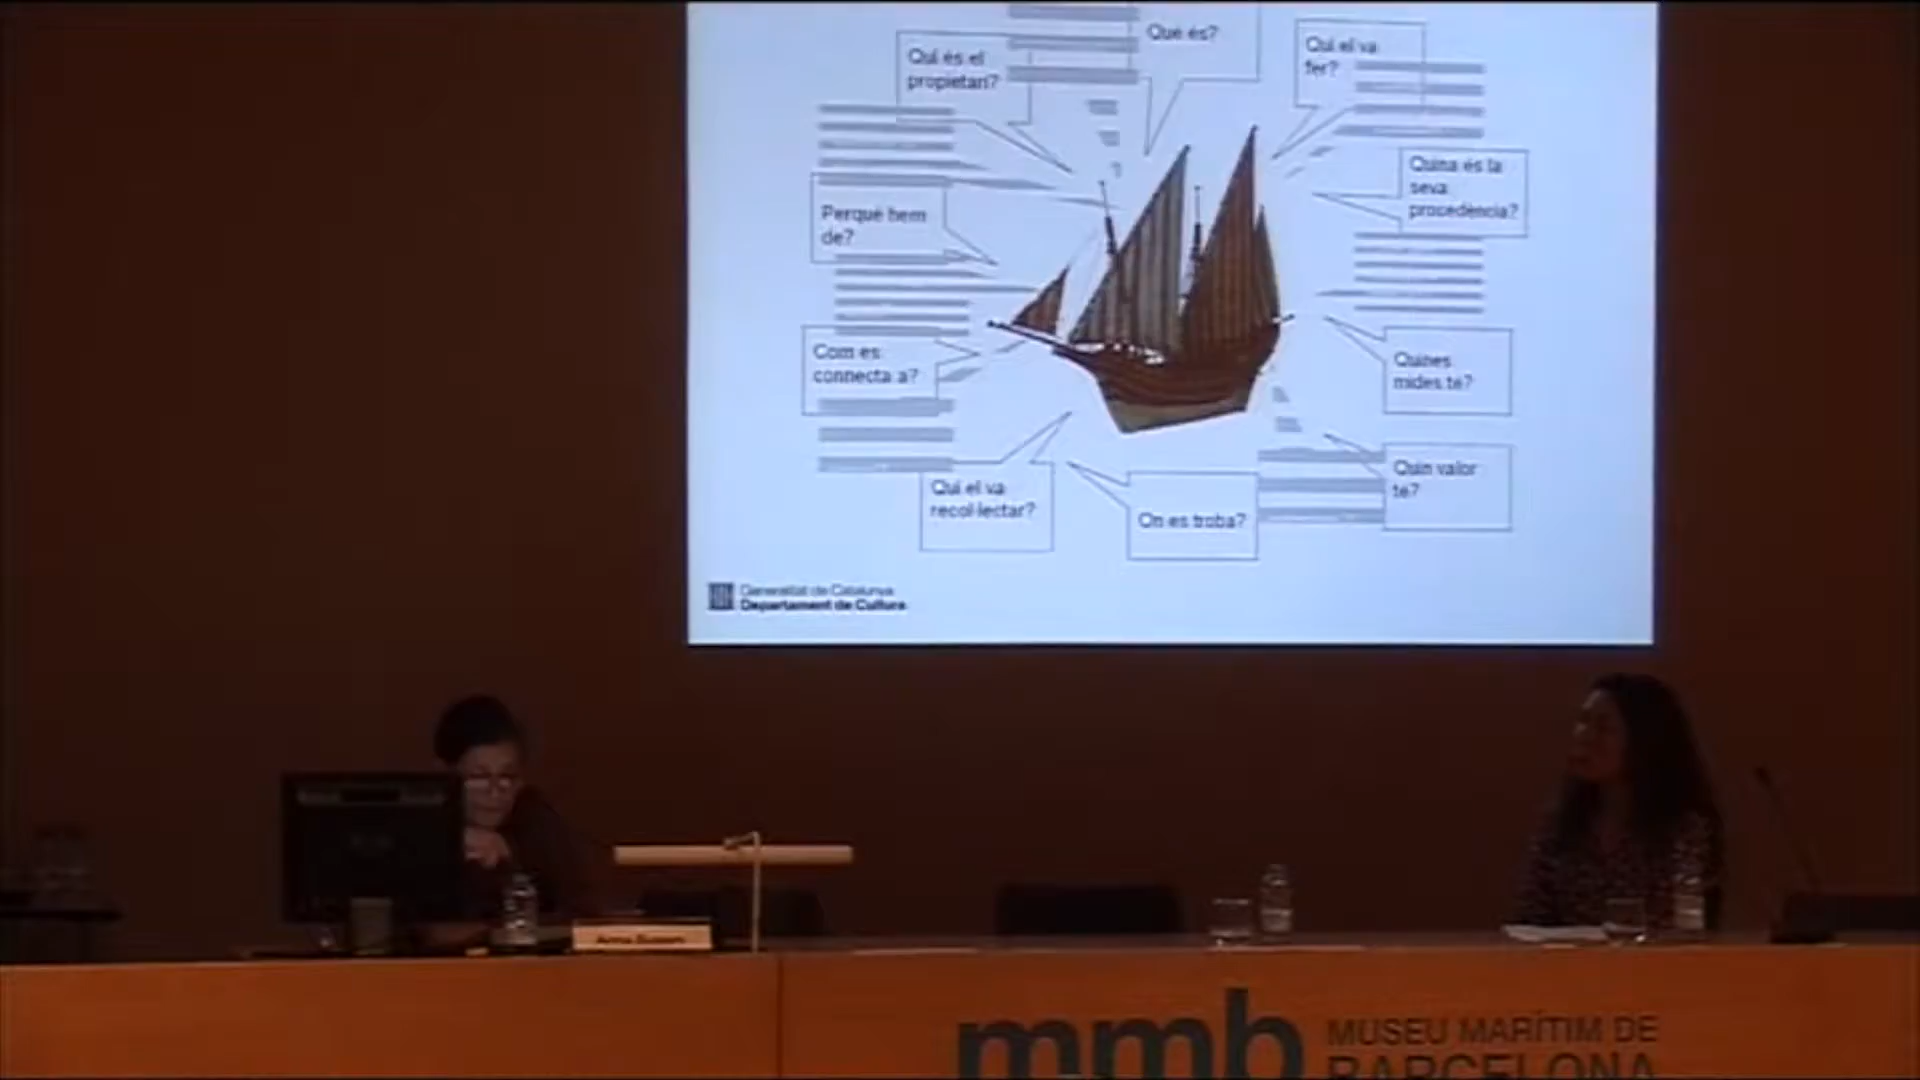 Què és?
Qui és el
propietari?
Qui el va
fer?
Quina és la
seva
procedència?
Perquè hem
de?
Com es
connecta a?
Quines
mides té?
Quin valor
té?
Qui el va
recol·lectar?
On es troba?
Generalitat de Catalunya
Departament de Cultura
Anna
mmb
MUSEU MARÍTIM DE
BARCELONA